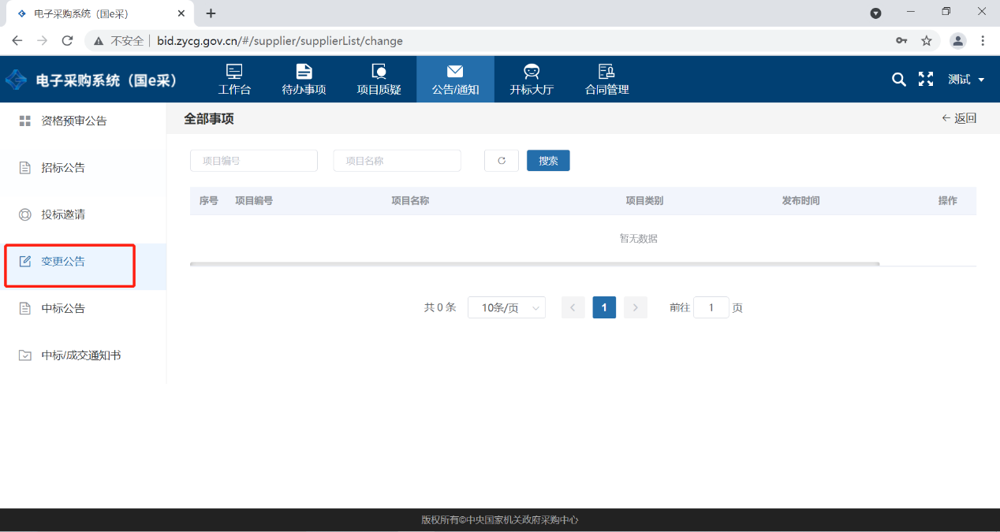 电子采购系统（国e采）
不安全 bid.zycg.gov.cn/#/supplier/supplierList/change
电子采购系统（国e采）
工作台 待办事项 项目质疑 公告/通知 开标大厅 合同管理 测试
资格预审公告
招标公告
投标邀请
变更公告
中标公告
中标/成交通知书
全部事项 返回
项目编号 项目名称 搜索
序号 项目编号 项目名称 项目类别 发布时间 操作
暂无数据
共 0 条 10条/页 1 前往 1 页
版权所有©中央国家机关政府采购中心